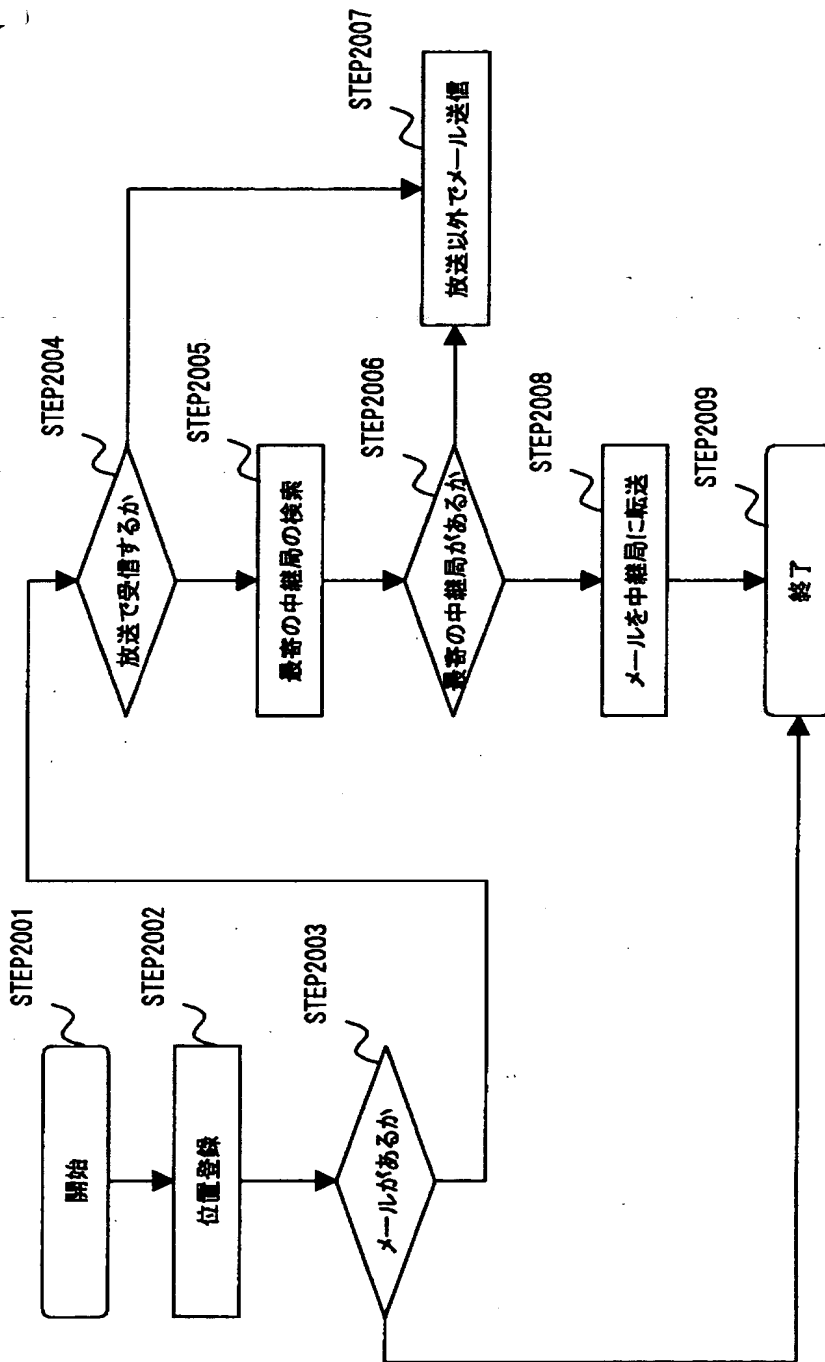 STEP2001
開始
STEP2002
位置登録
STEP2003
メールがあるか
STEP2004
放送で受信するか
STEP2005
最寄の中継局の検索
STEP2006
最寄の中継局があるか
STEP2007
放送以外でメール送信
STEP2008
メールを中継局に転送
STEP2009
終了